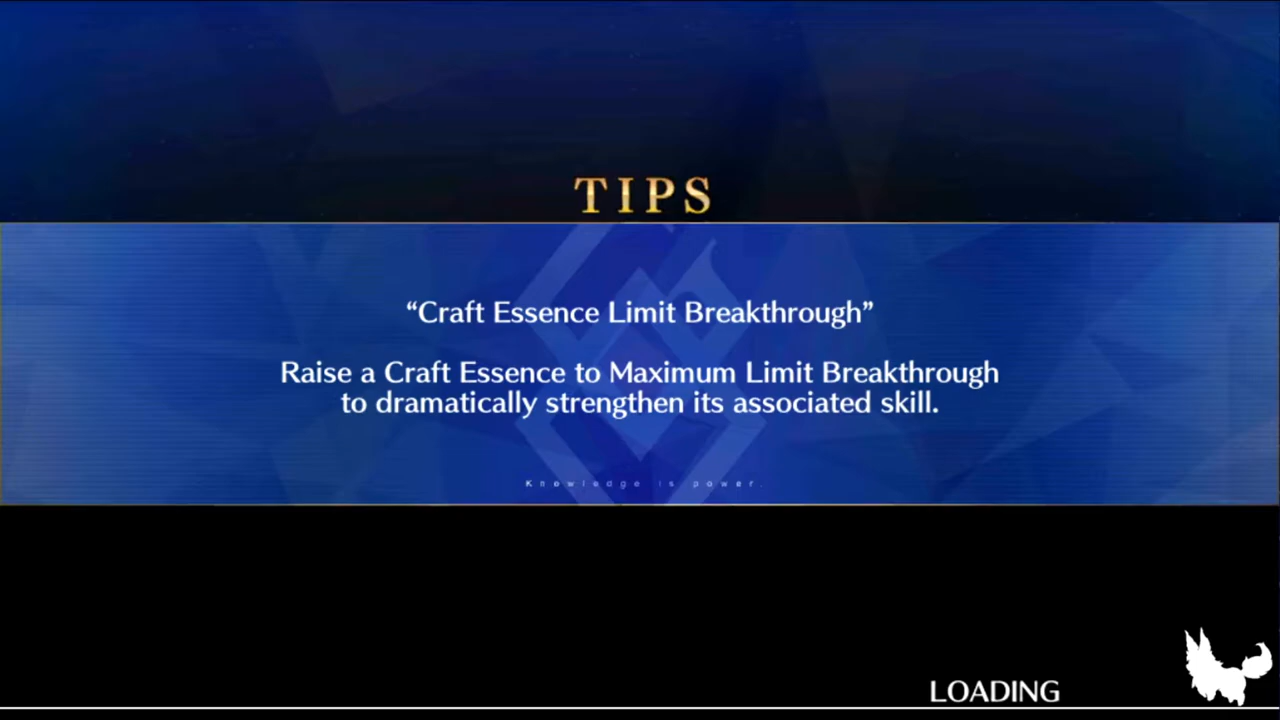 TIPS
“Craft Essence Limit Breakthrough”
Raise a Craft Essence to Maximum Limit Breakthrough
to dramatically strengthen its associated skill.
Knowledge is power.
LOADING